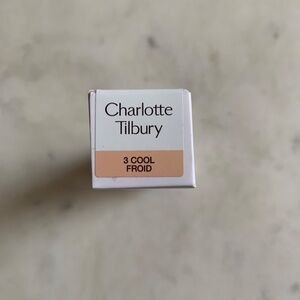 Charlotte
Tilbury
3 COOL
FROID